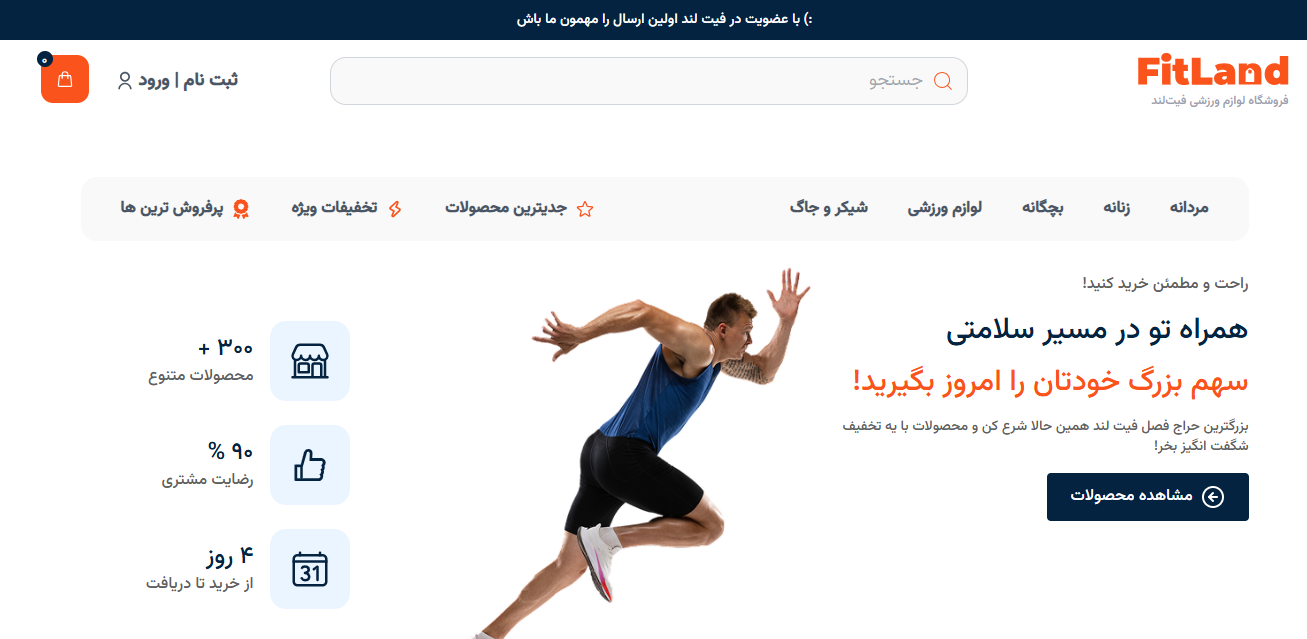 با عضویت در فیت لند اولین ارسال را مهمون ما باش (:
FitLand
فروشگاه لوازم ورزشی فیت‌لند
جستجو
ثبت نام | ورود
۰
مردانه
زنانه
بچگانه
لوازم ورزشی
شیکر و جاگ
جدیترین محصولات
تخفیفات ویژه
پرفروش ترین ها
راحت و مطمئن خرید کنید!
همراه تو در مسیر سلامتی
سهم بزرگ خودتان را امروز بگیرید!
بزرگترین حراج فصل فیت لند همین حالا شرع کن و محصولات با یه تخفیف
شگفت انگیز بخر!
مشاهده محصولات
۳۰۰ +
محصولات متنوع
۹۰ %
رضایت مشتری
31
۴ روز
از خرید تا دریافت